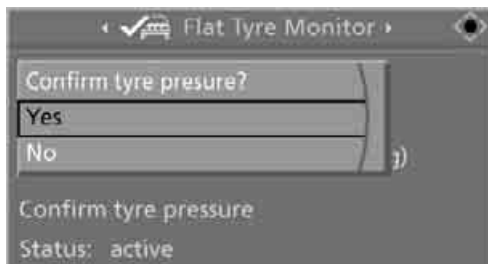 Flat Tyre Monitor
Confirm tyre presure?
Yes
No
g)
Confirm tyre pressure
Status: active